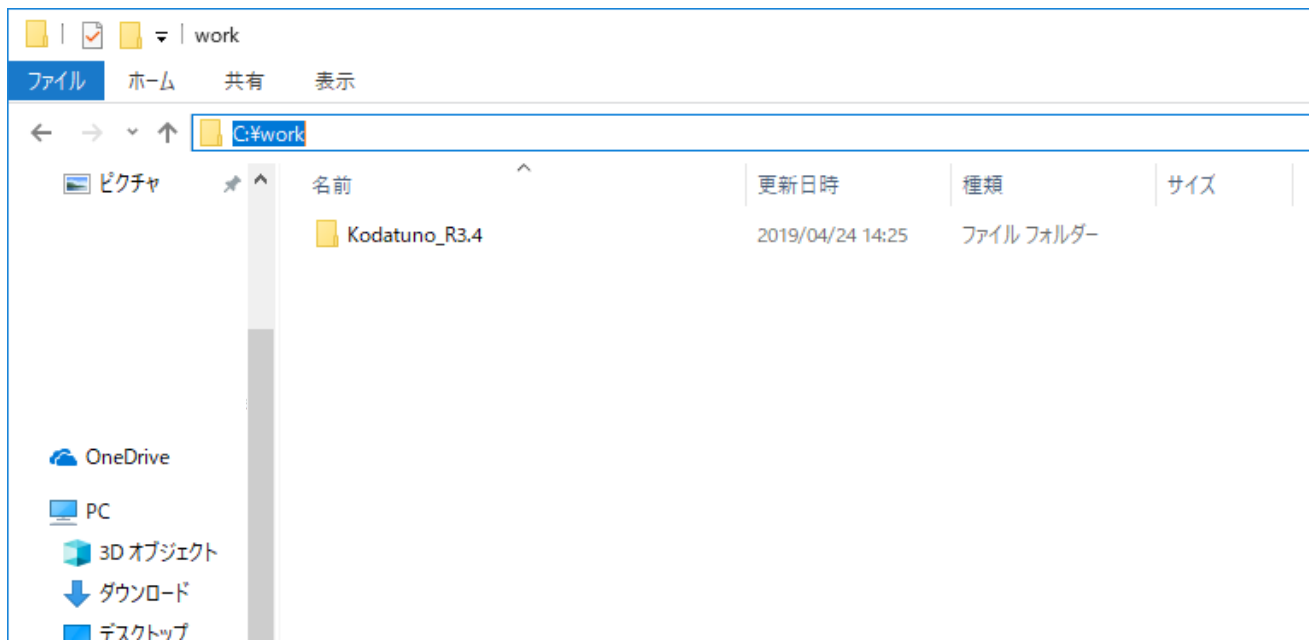 work
ファイル ホーム 共有 表示
C:¥work
ピクチャ 名前 更新日時 種類 サイズ
Kodatuno_R3.4 2019/04/24 14:25 ファイル フォルダー
OneDrive
PC
3D オブジェクト
ダウンロード
デスクトップ